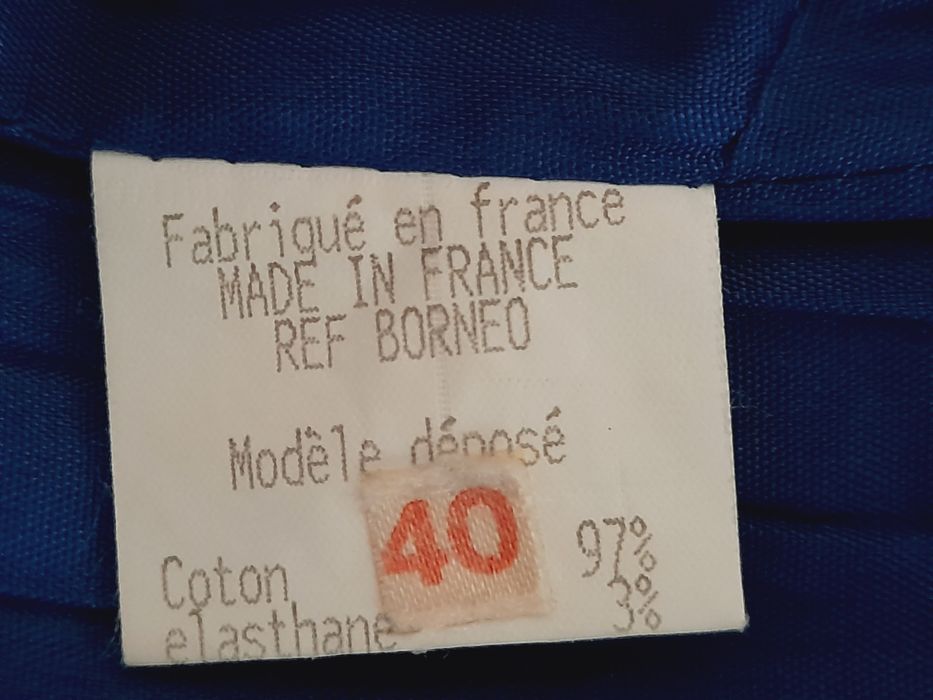 Fabriqué en france
MADE IN FRANCE
REF BORNEO
Modèle déposé
40
Coton 97%
elasthane 3%